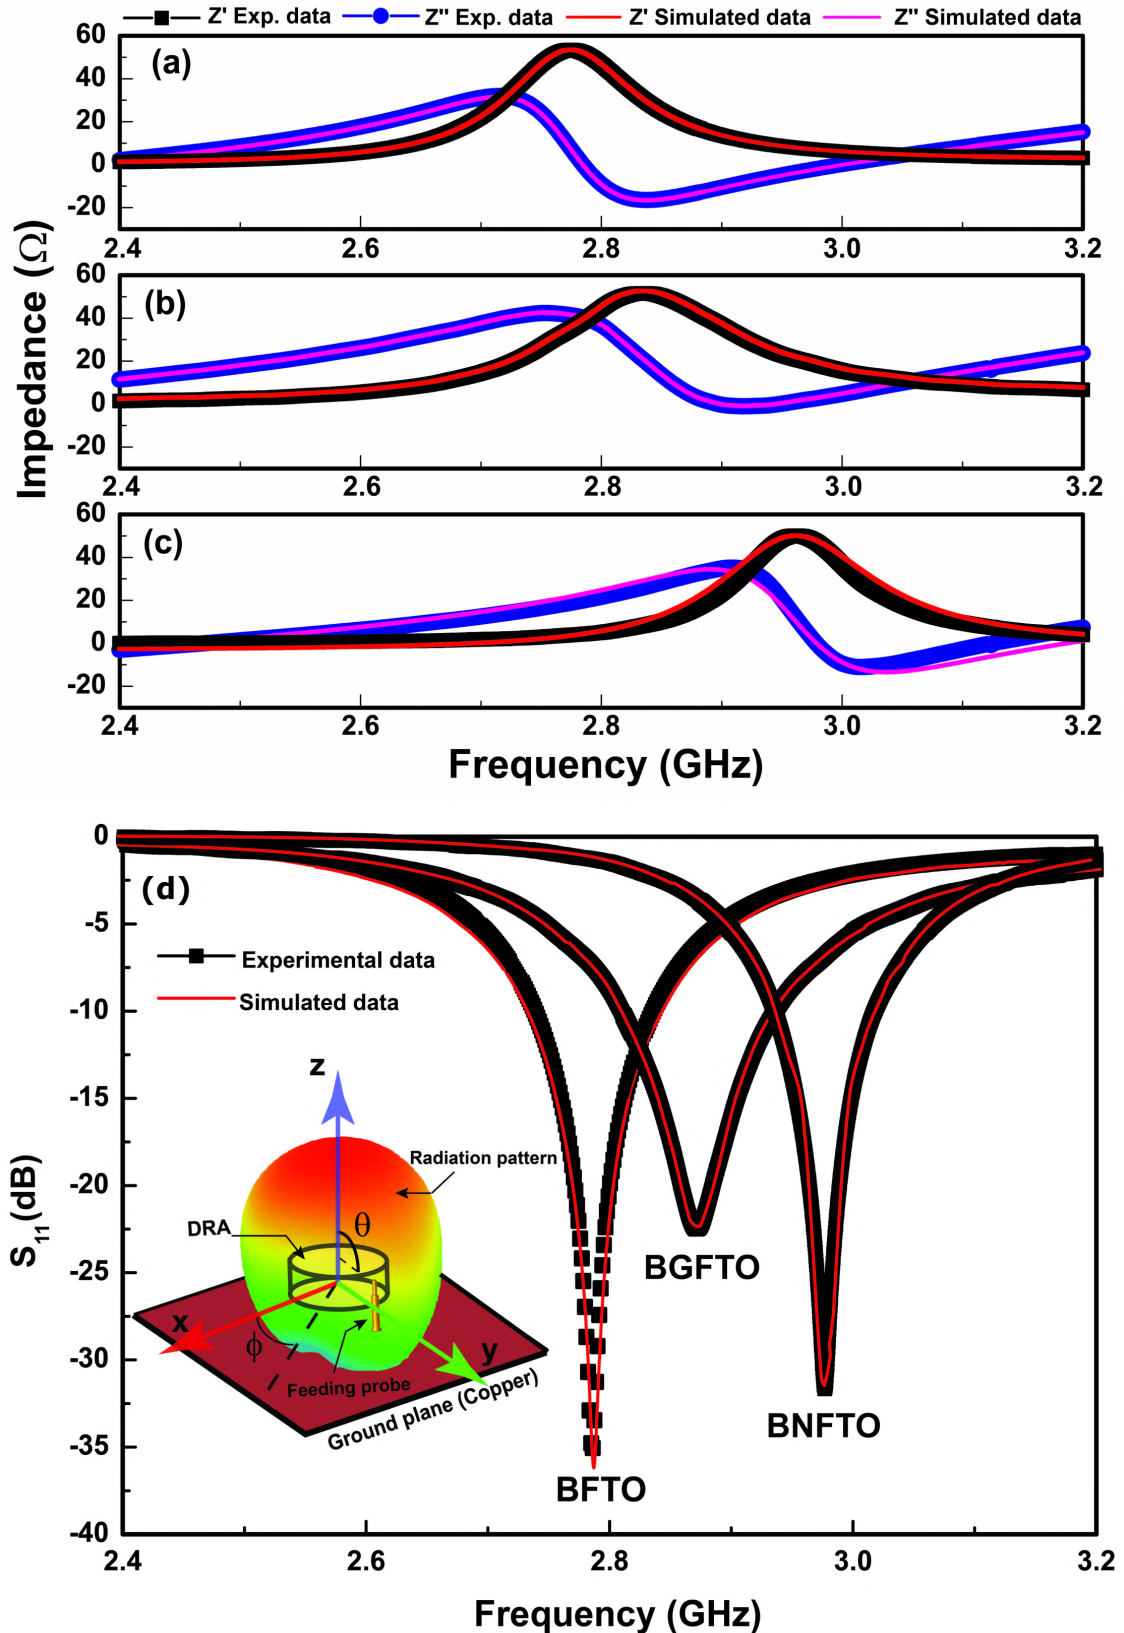 Z' Exp. data Z'' Exp. data Z' Simulated data Z'' Simulated data
Impedance (Ω)
(a)
60
40
20
0
-20
2.4 2.6 2.8 3.0 3.2
(b)
60
40
20
0
-20
2.4 2.6 2.8 3.0 3.2
(c)
60
40
20
0
-20
2.4 2.6 2.8 3.0 3.2
Frequency (GHz)
S11(dB)
0
-5
-10
-15
-20
-25
-30
-35
-40
(d)
Experimental data
Simulated data
z
Radiation pattern
DRA
θ
x
ϕ
y
Feeding probe
Ground plane (Copper)
BGFTO
BNFTO
BFTO
2.4 2.6 2.8 3.0 3.2
Frequency (GHz)